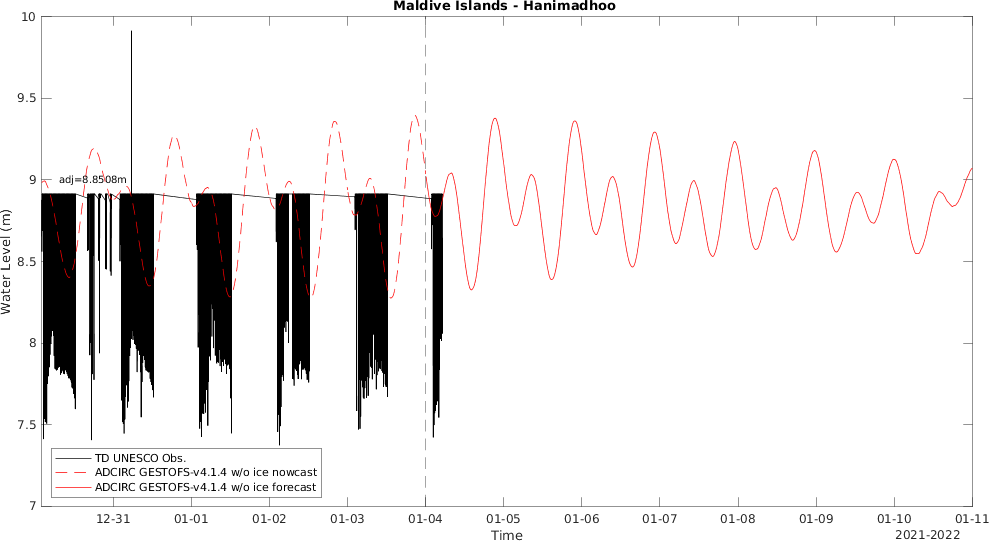 Maldive Islands - Hanimadhoo
Water Level (m)
10
9.5
9
8.5
8
7.5
7
adj=8.8508m
TD UNESCO Obs.
ADCIRC GESTOFS-v4.1.4 w/o ice nowcast
ADCIRC GESTOFS-v4.1.4 w/o ice forecast
12-31 01-01 01-02 01-03 01-04 01-05 01-06 01-07 01-08 01-09 01-10 01-11
Time
2021-2022